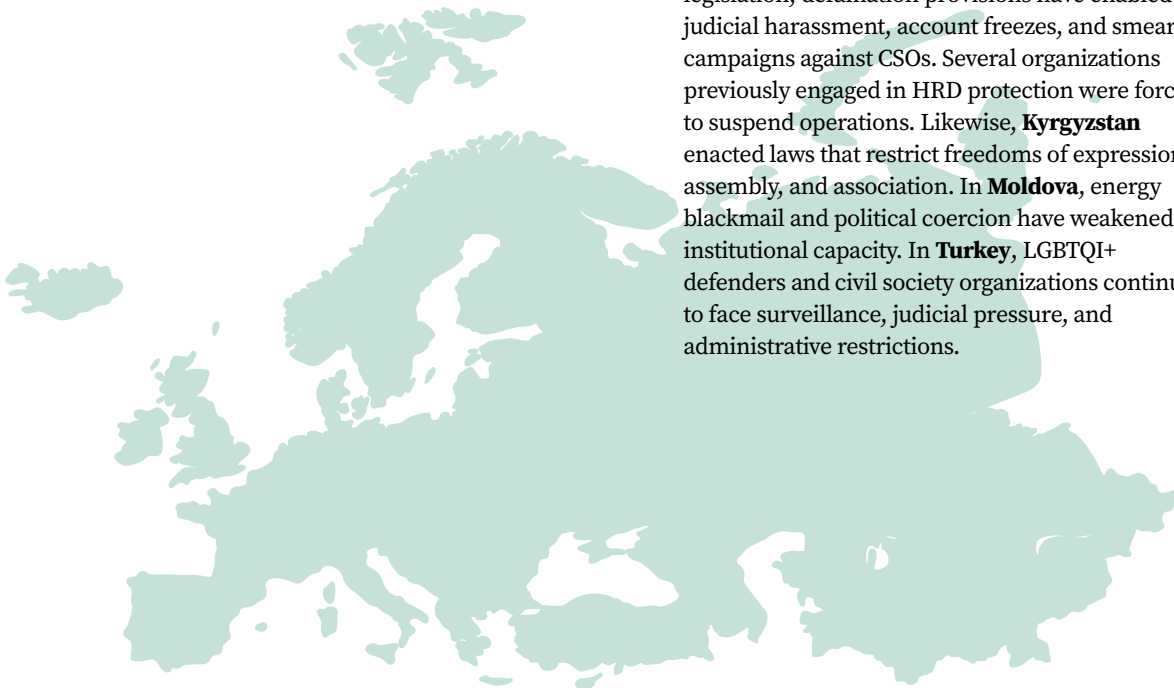 judicial harassment, account freezes, and smear
campaigns against CSOs. Several organizations
previously engaged in HRD protection were forc
to suspend operations. Likewise, Kyrgyzstan
enacted laws that restrict freedoms of expression
assembly, and association. In Moldova, energy
blackmail and political coercion have weakened
institutional capacity. In Turkey, LGBTQI+
defenders and civil society organizations continu
to face surveillance, judicial pressure, and
administrative restrictions.